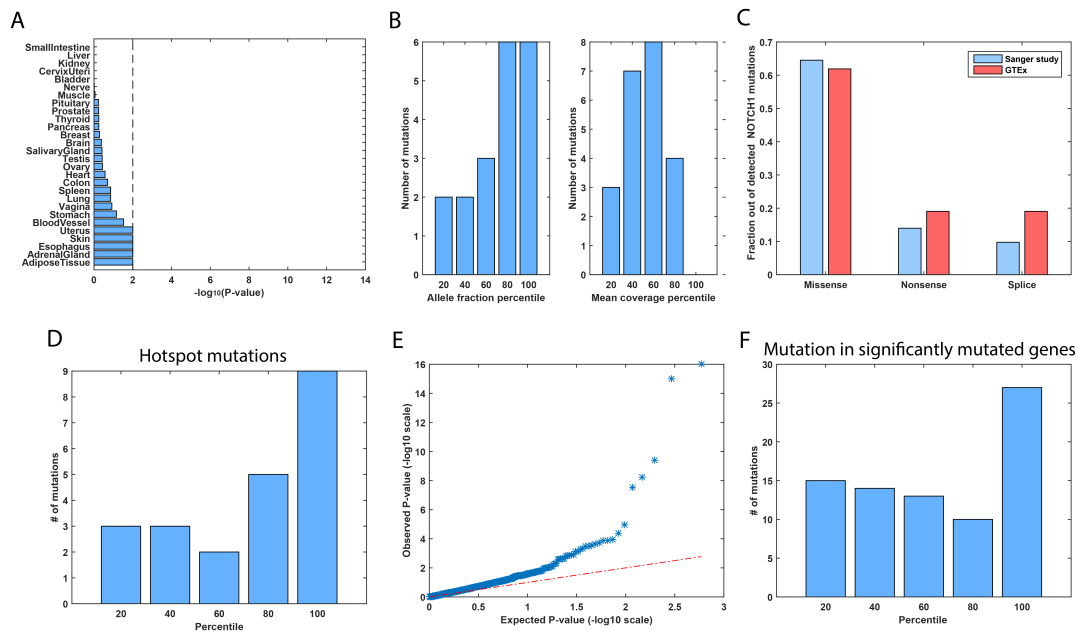 A
SmallIntestine
Liver
Kidney
CervixUteri
Bladder
Nerve
Muscle
Pituitary
Prostate
Thyroid
Pancreas
Breast
Brain
SalivaryGland
Testis
Ovary
Heart
Colon
Spleen
Lung
Vagina
Stomach
BloodVessel
Uterus
Skin
Esophagus
AdrenalGland
AdiposeTissue
0 2 4 6 8 10 12 14
-log10(P-value)
B
Number of mutations
6
5
4
3
2
1
0
20 40 60 80 100
Allele fraction percentile
Number of mutations
8
7
6
5
4
3
2
1
0
20 40 60 80 100
Mean coverage percentile
C
Fraction out of detected NOTCH1 mutations
0.7
0.6
0.5
0.4
0.3
0.2
0.1
0
Sanger study
GTEx
Missense Nonsense Splice
D
Hotspot mutations
# of mutations
9
8
7
6
5
4
3
2
1
0
20 40 60 80 100
Percentile
E
Observed P-value (-log10 scale)
16
14
12
10
8
6
4
2
0
0 0.5 1 1.5 2 2.5 3
Expected P-value (-log10 scale)
F
Mutation in significantly mutated genes
# of mutations
30
25
20
15
10
5
0
20 40 60 80 100
Percentile